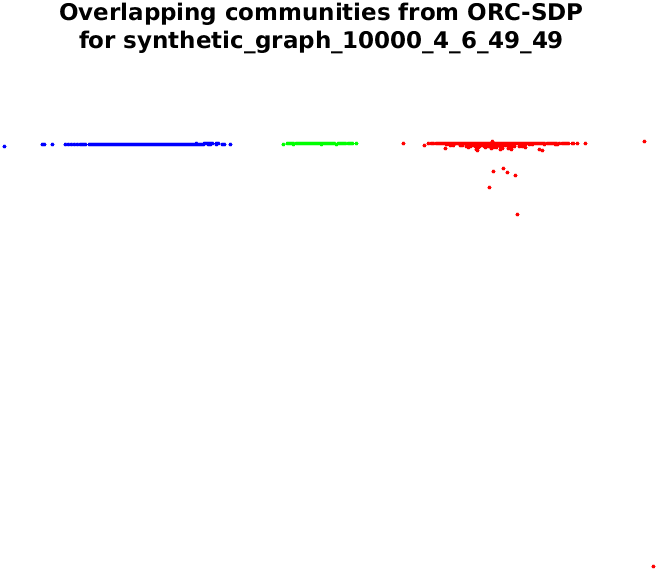 Overlapping communities from ORC-SDP
for synthetic_graph_10000_4_6_49_49